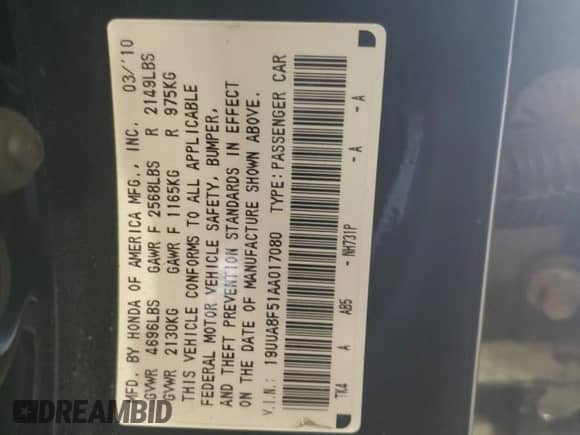 MFD. BY HONDA OF AMERICA MFG., INC. 03/'10
GVWR 4696LBS GAWR F 2568LBS R 2149LBS
GVWR 2130KG GAWR F 1165KG R 975KG
THIS VEHICLE CONFORMS TO ALL APPLICABLE
FEDERAL MOTOR VEHICLE SAFETY, BUMPER,
AND THEFT PREVENTION STANDARDS IN EFFECT
ON THE DATE OF MANUFACTURE SHOWN ABOVE.
V.I.N.: 19UUA8F51AA017080 TYPE:PASSENGER CAR
TK4 A AB5 - NH731P - A - A
DREAMBID